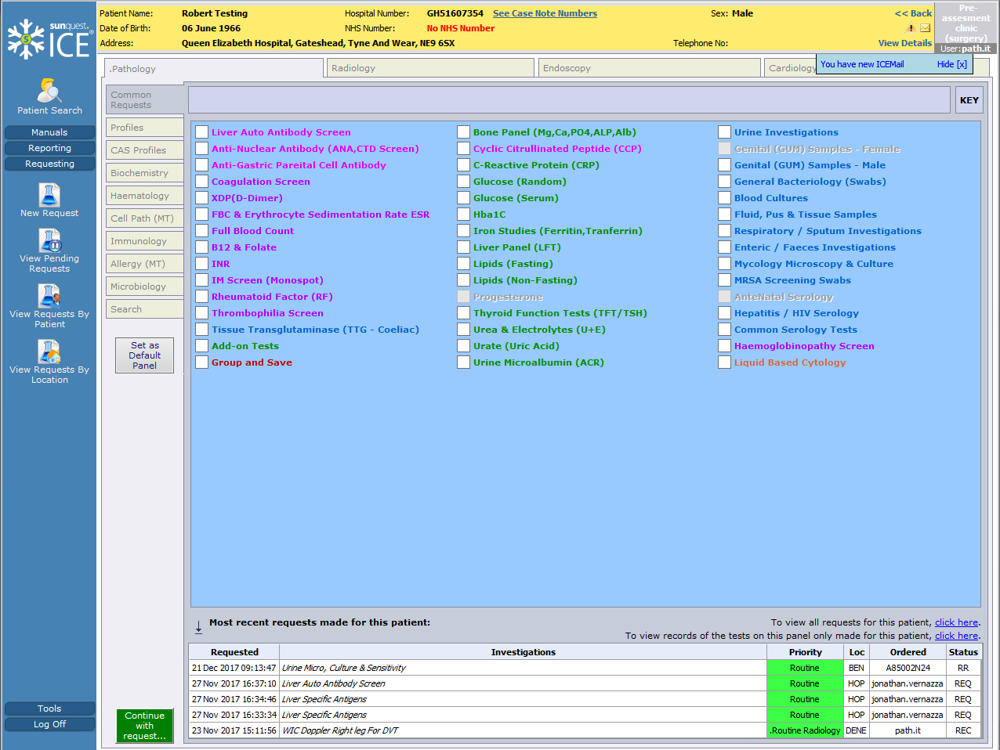 Patient Name: Robert Testing Hospital Number: GH51607354 See Case Note Numbers Sex: Male << Back
Date of Birth: 06 June 1966 NHS Number: No NHS Number
Address: Queen Elizabeth Hospital, Gateshead, Tyne And Wear, NE9 6SX Telephone No: View Details
Pre-
assesment
clinic
(surgery)
User:path.it
sunquest
ICE
S
You have new ICEMail Hide [x]
.Pathology Radiology Endoscopy Cardiology
Patient Search
Manuals
Reporting
Requesting
New Request
View Pending
Requests
View Requests By
Patient
View Requests By
Location
Tools
Log Off
Common
Requests
Profiles
CAS Profiles
Biochemistry
Haematology
Cell Path (MT)
Immunology
Allergy (MT)
Microbiology
Search
Set as
Default
Panel
Continue
with
request...
KEY
Liver Auto Antibody Screen Bone Panel (Mg,Ca,PO4,ALP,Alb) Urine Investigations
Anti-Nuclear Antibody (ANA,CTD Screen) Cyclic Citrullinated Peptide (CCP) Genital (GUM) Samples - Female
Anti-Gastric Pareital Cell Antibody C-Reactive Protein (CRP) Genital (GUM) Samples - Male
Coagulation Screen Glucose (Random) General Bacteriology (Swabs)
XDP(D-Dimer) Glucose (Serum) Blood Cultures
FBC & Erythrocyte Sedimentation Rate ESR Hba1C Fluid, Pus & Tissue Samples
Full Blood Count Iron Studies (Ferritin,Tranferrin) Respiratory / Sputum Investigations
B12 & Folate Liver Panel (LFT) Enteric / Faeces Investigations
INR Lipids (Fasting) Mycology Microscopy & Culture
IM Screen (Monospot) Lipids (Non-Fasting) MRSA Screening Swabs
Rheumatoid Factor (RF) Progesterone AnteNatal Serology
Thrombophilia Screen Thyroid Function Tests (TFT/TSH) Hepatitis / HIV Serology
Tissue Transglutaminase (TTG - Coeliac) Urea & Electrolytes (U+E) Common Serology Tests
Add-on Tests Urate (Uric Acid) Haemoglobinopathy Screen
Group and Save Urine Microalbumin (ACR) Liquid Based Cytology
Most recent requests made for this patient: To view all requests for this patient, click here.
To view records of the tests on this panel only made for this patient, click here.
Requested Investigations Priority Loc Ordered Status
21 Dec 2017 09:13:47 Urine Micro, Culture & Sensitivity Routine BEN A85002N24 RR
27 Nov 2017 16:37:10 Liver Auto Antibody Screen Routine HOP jonathan.vernazza REQ
27 Nov 2017 16:34:46 Liver Specific Antigens Routine HOP jonathan.vernazza REQ
27 Nov 2017 16:33:34 Liver Specific Antigens Routine HOP jonathan.vernazza REQ
23 Nov 2017 15:11:56 WIC Doppler Right leg For DVT .Routine Radiology DENE path.it REC